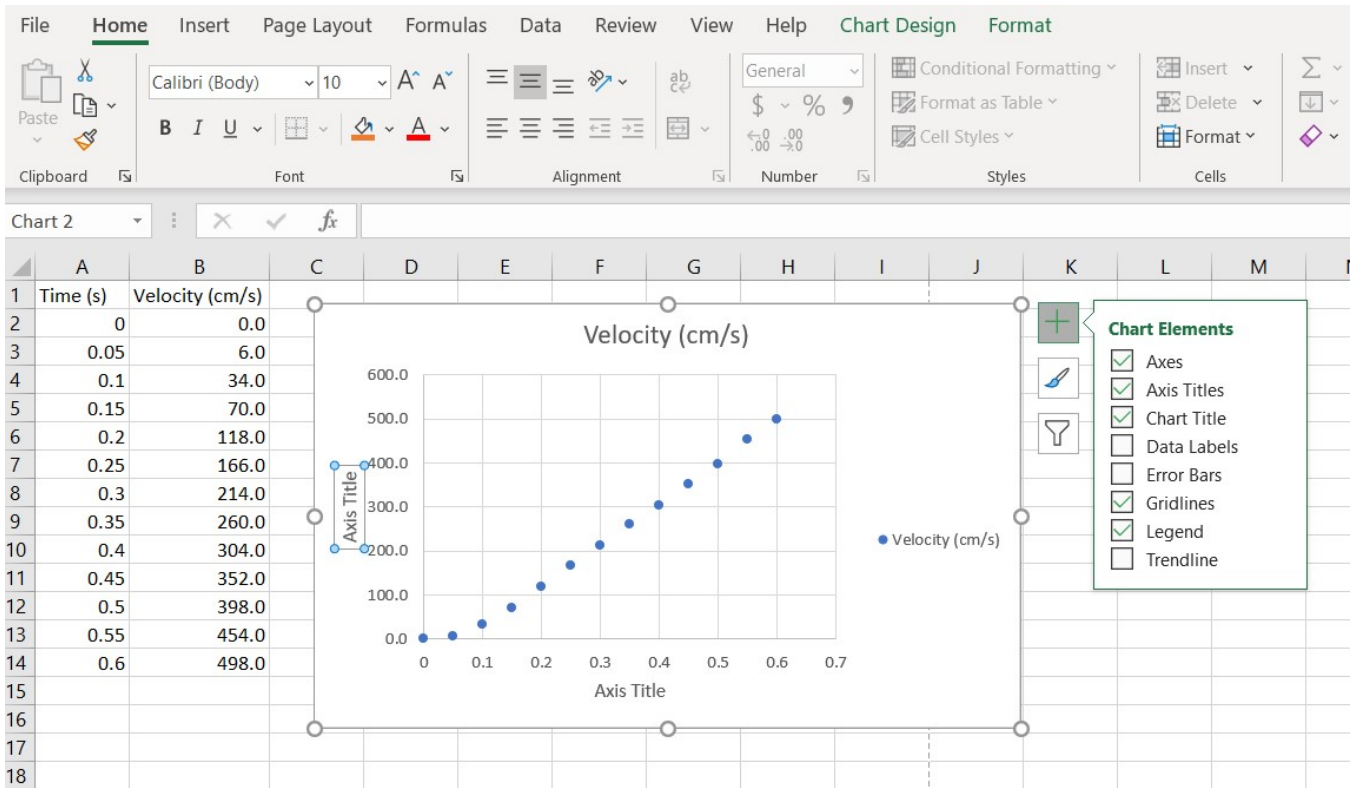 File Home Insert Page Layout Formulas Data Review View Help Chart Design Format
Paste
Clipboard
Calibri (Body) 10 A A
B I U A
Font
ab
ab c
Alignment
General
$ % 9
.0 .00 .00 .0
Number
Conditional Formatting
Format as Table
Cell Styles
Styles
Insert
Delete
Format
Cells
Σ
Chart 2 fx
A B C D E F G H I J K L M
1 Time (s) Velocity (cm/s)
2 0 0.0
3 0.05 6.0
4 0.1 34.0
5 0.15 70.0
6 0.2 118.0
7 0.25 166.0
8 0.3 214.0
9 0.35 260.0
10 0.4 304.0
11 0.45 352.0
12 0.5 398.0
13 0.55 454.0
14 0.6 498.0
15
16
17
18
Velocity (cm/s)
600.0
500.0
400.0
300.0
200.0
100.0
0.0
Axis Title
0 0.1 0.2 0.3 0.4 0.5 0.6 0.7
Axis Title
Velocity (cm/s)
Chart Elements
Axes
Axis Titles
Chart Title
Data Labels
Error Bars
Gridlines
Legend
Trendline